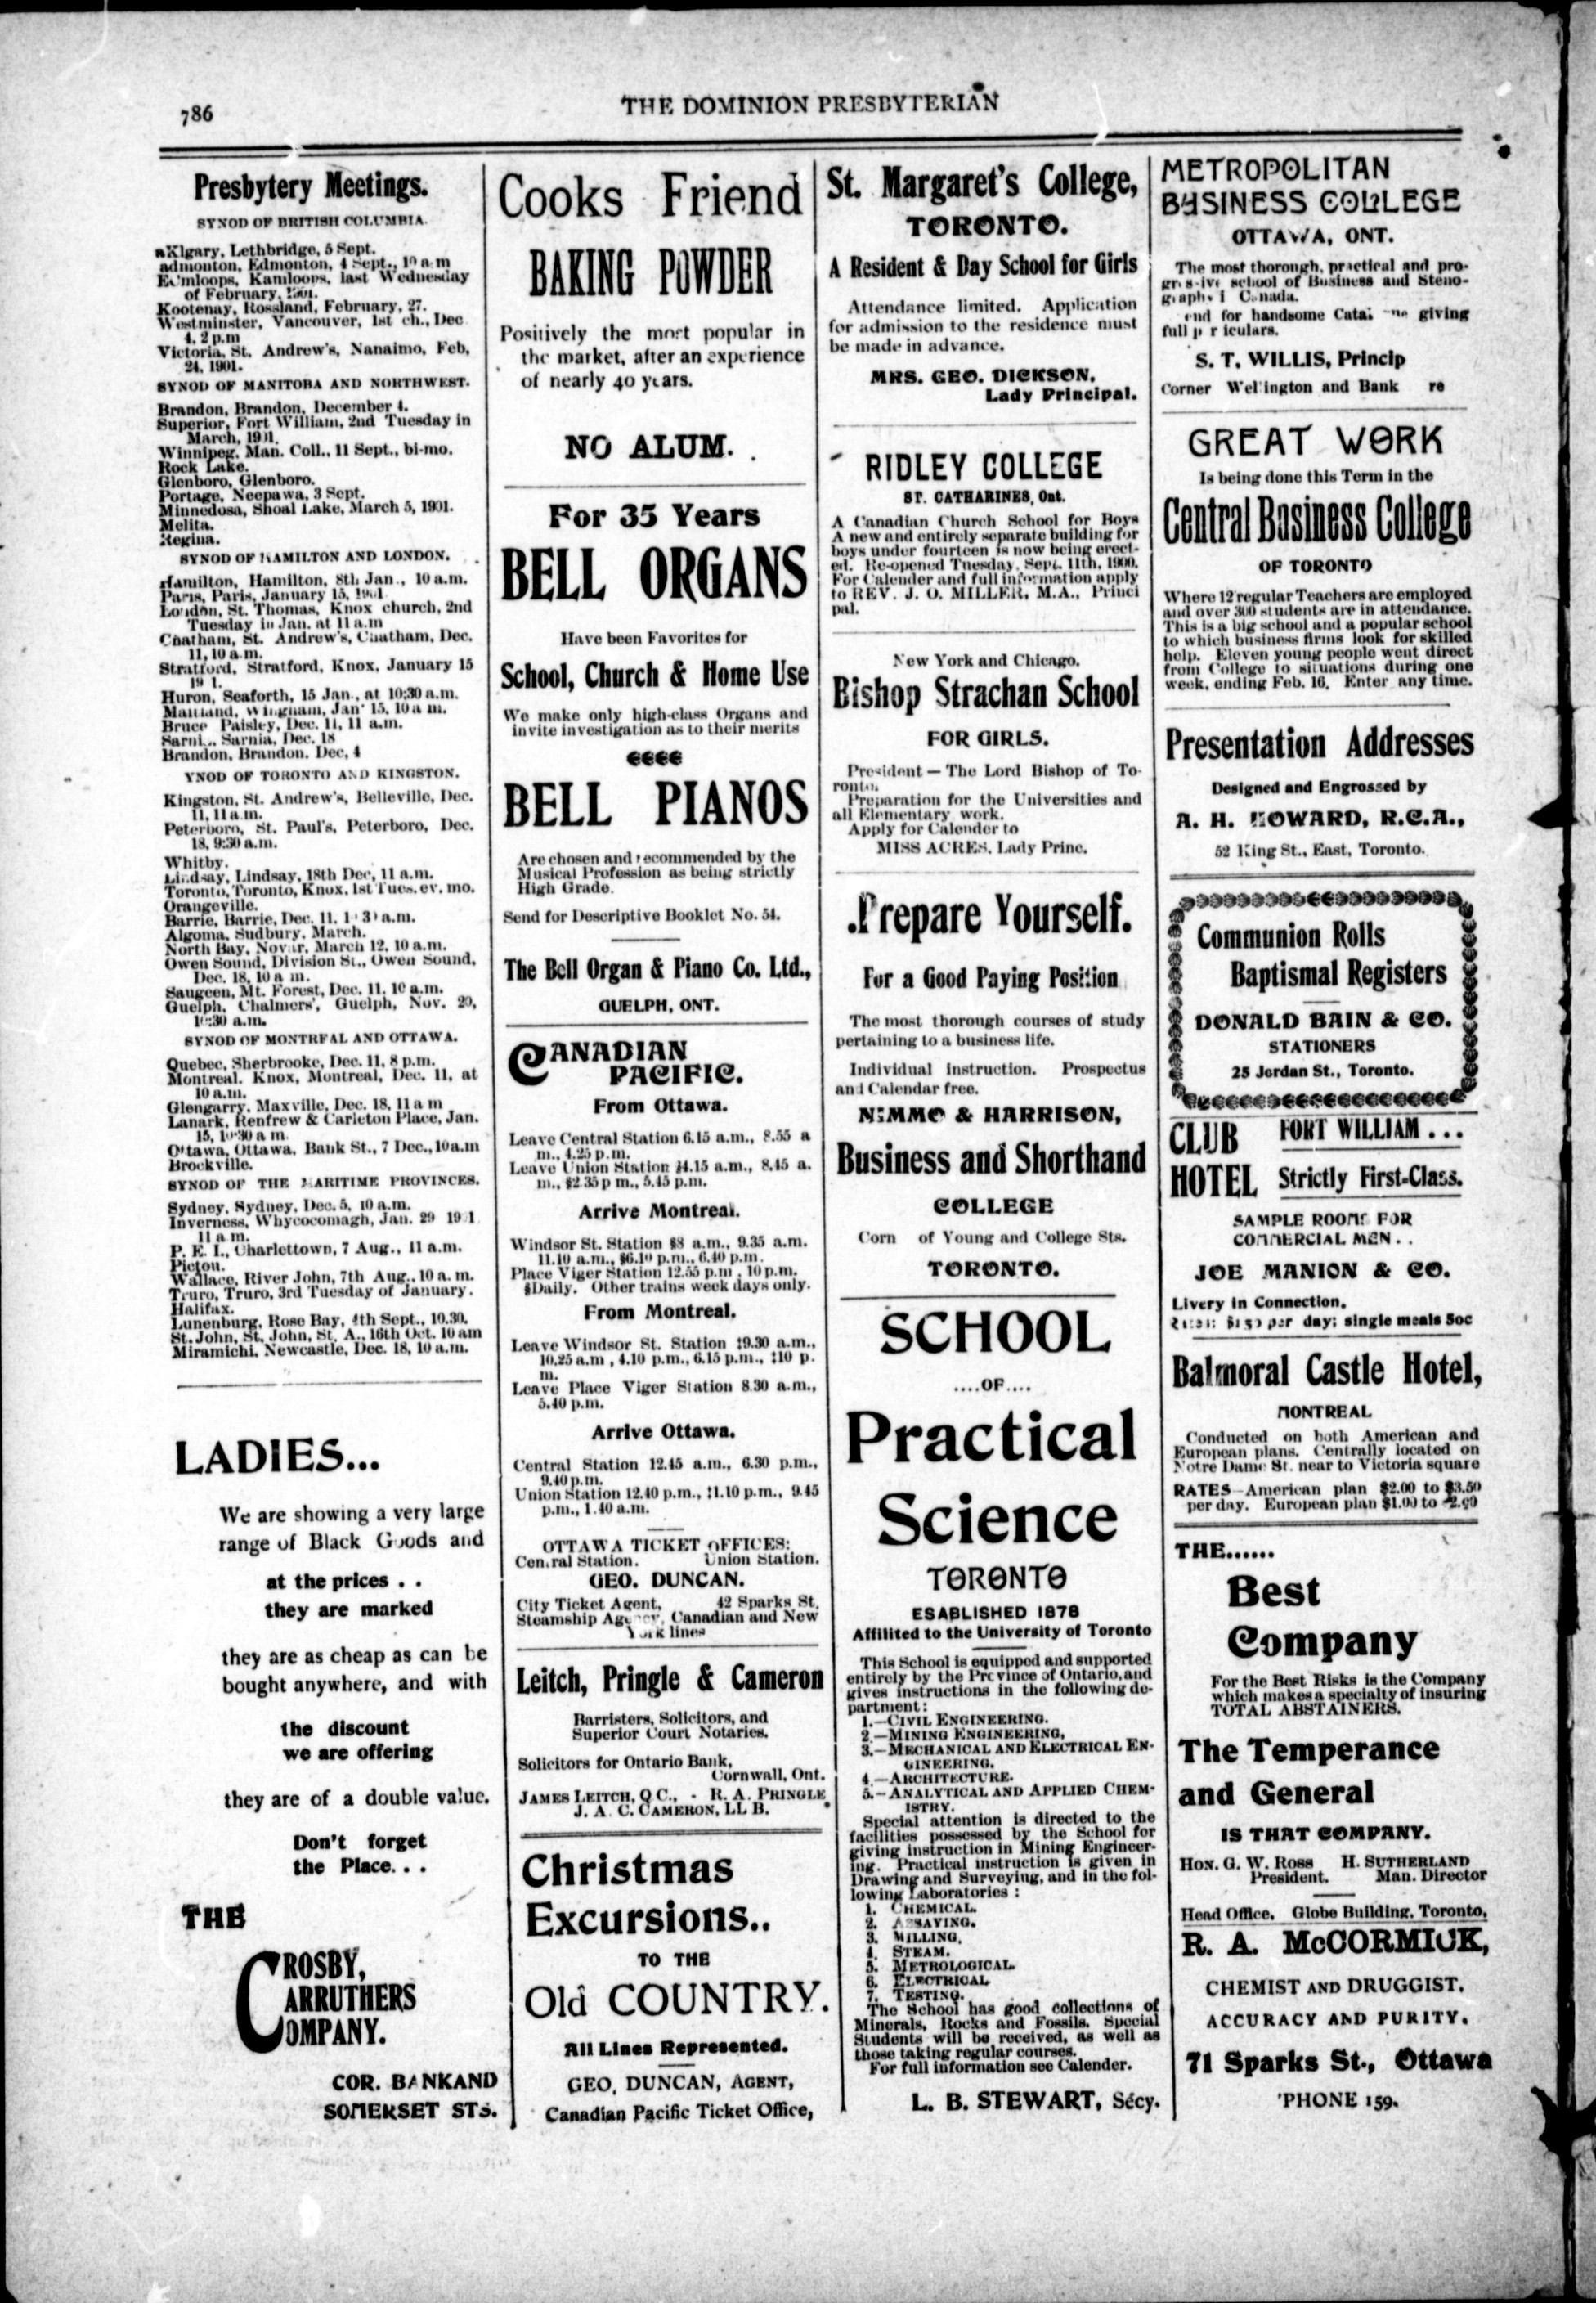 786
THE DOMINION PRESBYTERIAN
Presbytery Meetings.
SYNOD OF BRITISH COLUMBIA.
aKlgary, Lethbridge, 5 Sept.
admonton, Edmonton, 4 Sept., 10 a m
Kamloops, last Wednesday
of February, 1901.
Kootenay, Rossland, February, 27.
Westminster, Vancouver, 1st ch., Dec
4, 2 p.m
Victoria, St. Andrew's, Nanaimo, Feb,
24, 1901.
SYNOD OF MANITOBA AND NORTHWEST.
Brandon, Brandon, December 4.
Superior, Fort William, 2nd Tuesday in
March, 1901.
Winnipeg, Man. Coll., 11 Sept., bi-mo.
Rock Lake.
Glenboro, Glenboro.
Portage, Neepawa, 3 Sept.
Minnedosa, Shoal Lake, March 5, 1901.
Melita.
Regina.
SYNOD OF HAMILTON AND LONDON.
Hamilton, Hamilton, 8th Jan., 10 a.m.
Paris, Paris, January 15, 1901
London, St. Thomas, Knox church, 2nd
Tuesday in Jan. at 11 a.m
Chatham, St. Andrew's, Chatham, Dec.
11, 10 a.m.
Stratford, Stratford, Knox, January 15
19 1.
Huron, Seaforth, 15 Jan., at 10:30 a.m.
Maitland, Wingham, Jan' 15, 10 a m.
Bruce Paisley, Dec. 11, 11 a.m.
Sarnia, Sarnia, Dec. 18
Brandon, Brandon. Dec, 4
YNOD OF TORONTO AND KINGSTON.
Kingston, St. Andrew's, Belleville, Dec.
11, 11 a.m.
Peterboro, St. Paul's, Peterboro, Dec.
18, 9:30 a.m.
Whitby.
Lindsay, Lindsay, 18th Dec, 11 a.m.
Toronto, Toronto, Knox, 1st Tues. ev. mo.
Orangeville.
Barrie, Barrie, Dec. 11, 1 30 a.m.
Algoma, Sudbury. March.
North Bay, March 12, 10 a.m.
Owen Sound, Division St., Owen Sound,
Dec. 18, 10 a m.
Saugeen, Mt. Forest, Dec. 11, 10 a.m.
Guelph, Chalmers', Guelph, Nov. 20,
10:30 a.m.
SYNOD OF MONTREAL AND OTTAWA.
Quebec, Sherbrooke, Dec. 11, 8 p.m.
Montreal. Knox, Montreal, Dec. 11, at
10 a.m.
Glengarry, Maxville, Dec. 18, 11 a m
Lanark, Renfrew & Carleton Place, Jan.
15, 10:30 a m.
Ottawa, Ottawa, Bank St., 7 Dec., 10a.m
Brockville.
SYNOD OF THE MARITIME PROVINCES.
Sydney, Sydney, Dec. 5, 10 a.m.
Inverness, Whycocomagh, Jan. 29 1901
11 a m.
P. E. I., Charlottown, 7 Aug., 11 a.m.
Pictou.
Wallace, River John, 7th Aug., 10 a. m.
Truro, Truro, 3rd Tuesday of January.
Halifax.
Lunenburg, Rose Bay, 4th Sept., 10.30.
St. John, St. John, St. A., 16th Oct. 10 am
Miramichi, Newcastle, Dec. 18, 10 a.m.
LADIES...
We are showing a very large
range of Black Goods and
at the prices . .
they are marked
they are as cheap as can be
bought anywhere, and with
the discount
we are offering
they are of a double value.
Don't forget
the Place. . .
THE
CROSBY,
CARRUTHERS
COMPANY.
COR. BANKAND
SOMERSET STS.
Cooks Friend
BAKING POWDER
Positively the most popular in
the market, after an experience
of nearly 40 years.
NO ALUM. .
For 35 Years
BELL ORGANS
Have been Favorites for
School, Church & Home Use
We make only high-class Organs and
invite investigation as to their merits
BELL PIANOS
Are chosen and recommended by the
Musical Profession as being strictly
High Grade.
Send for Descriptive Booklet No. 54.
The Bell Organ & Piano Co. Ltd.,
GUELPH, ONT.
CANADIAN
PACIFIC.
From Ottawa.
Leave Central Station 6.15 a.m., 8.55 a
m., 4.25 p.m.
Leave Union Station 4.15 a.m., 8.45 a.
m., 2.35 p m., 5.45 p.m.
Arrive Montreal.
Windsor St. Station §8 a.m., 9.35 a.m.
11.10 a.m., §6.10 p.m., 6.40 p.m.
Place Viger Station 12.55 p.m , 10 p.m.
§Daily. Other trains week days only.
From Montreal.
Leave Windsor St. Station ‡9.30 a.m.,
10.25 a.m , 4.10 p.m., 6.15 p.m., ‡10 p.
m.
Leave Place Viger Station 8.30 a.m.,
5.40 p.m.
Arrive Ottawa.
Central Station 12.45 a.m., 6.30 p.m.,
9.40 p.m.
Union Station 12.40 p.m., ‡1.10 p.m., 9.45
p.m., 1.40 a.m.
OTTAWA TICKET OFFICES:
Central Station. Union Station.
GEO. DUNCAN.
City Ticket Agent, 42 Sparks St,
Steamship Agency, Canadian and New
York lines
Leitch, Pringle & Cameron
Barristers, Solicitors, and
Superior Court Notaries.
Solicitors for Ontario Bank,
Cornwall, Ont.
JAMES LEITCH, Q C., - R. A. PRINGLE
J. A. C. CAMERON, LL B.
Christmas
Excursions..
TO THE
Old COUNTRY.
All Lines Represented.
GEO. DUNCAN, AGENT,
Canadian Pacific Ticket Office,
St. Margaret's College,
TORONTO.
A Resident & Day School for Girls
Attendance limited. Application
for admission to the residence must
be made in advance.
MRS. GEO. DICKSON,
Lady Principal.
RIDLEY COLLEGE
ST. CATHARINES, Ont.
A Canadian Church School for Boys
A new and entirely separate building for
boys under fourteen is now being erect-
ed. Re-opened Tuesday, Sept. 11th, 1900.
For Calender and full information apply
to REV. J. O. MILLER, M.A., Princi
pal.
New York and Chicago.
Bishop Strachan School
FOR GIRLS.
President — The Lord Bishop of To-
ronto.
Preparation for the Universities and
all Elementary work.
Apply for Calender to
MISS ACRES, Lady Princ.
Prepare Yourself.
For a Good Paying Position
The most thorough courses of study
pertaining to a business life.
Individual instruction. Prospectus
and Calendar free.
NIMMO & HARRISON,
Business and Shorthand
COLLEGE
Corn of Young and College Sts.
TORONTO.
SCHOOL
....OF....
Practical
Science
TORONTO
ESABLISHED 1878
Affilited to the University of Toronto
This School is equipped and supported
entirely by the Province of Ontario, and
gives instructions in the following de-
partment:
1.—CIVIL ENGINEERING.
2.—MINING ENGINEERING,
3.—MECHANICAL AND ELECTRICAL EN-
GINEERING.
4.—ARCHITECTURE.
5.—ANALYTICAL AND APPLIED CHEM-
ISTRY.
Special attention is directed to the
facilities possessed by the School for
giving instruction in Mining Engineer-
ing. Practical instruction is given in
Drawing and Surveying, and in the fol-
lowing Laboratories :
1. CHEMICAL.
2. ASSAYING.
3. MILLING,
4. STEAM.
5. METROLOGICAL.
6. ELECTRICAL
7. TESTING.
The School has good collections of
Minerals, Rocks and Fossils. Special
Students will be received, as well as
those taking regular courses.
For full information see Calender.
L. B. STEWART, Sécy.
METROPOLITAN
BUSINESS COLLEGE
OTTAWA, ONT.
The most thorough, practical and pro-
gressive school of Business and Steno-
graphy i Canada.
end for handsome Cata giving
full p r iculars.
S. T. WILLIS, Princip
Corner Wellington and Bank re
GREAT WORK
Is being done this Term in the
Central Business College
OF TORONTO
Where 12 regular Teachers are employed
and over 300 students are in attendance.
This is a big school and a popular school
to which business firms look for skilled
help. Eleven young people went direct
from College to situations during one
week, ending Feb. 16. Enter any time.
Presentation Addresses
Designed and Engrossed by
A. H. HOWARD, R.C.A.,
52 King St., East, Toronto.
Communion Rolls
Baptismal Registers
DONALD BAIN & CO.
STATIONERS
25 Jordan St., Toronto.
CLUB FORT WILLIAM . . .
HOTEL Strictly First-Class.
SAMPLE ROOMS FOR
COMMERCIAL MEN . .
JOE MANION & CO.
Livery in Connection.
Rates: $1.50 per day; single meals 5oc
Balmoral Castle Hotel,
MONTREAL
Conducted on both American and
European plans. Centrally located on
Notre Dame St. near to Victoria square
RATES—American plan $2.00 to $3.50
per day. European plan $1.00 to
THE......
Best
Company
For the Best Risks is the Company
which makes a specialty of insuring
TOTAL ABSTAINERS.
The Temperance
and General
IS THAT COMPANY.
HON. G. W. ROSS H. SUTHERLAND
President. Man. Director
Head Office, Globe Building, Toronto,
R. A. McCORMICK,
CHEMIST AND DRUGGIST.
ACCURACY AND PURITY.
71 Sparks St., Ottawa
'PHONE 159.